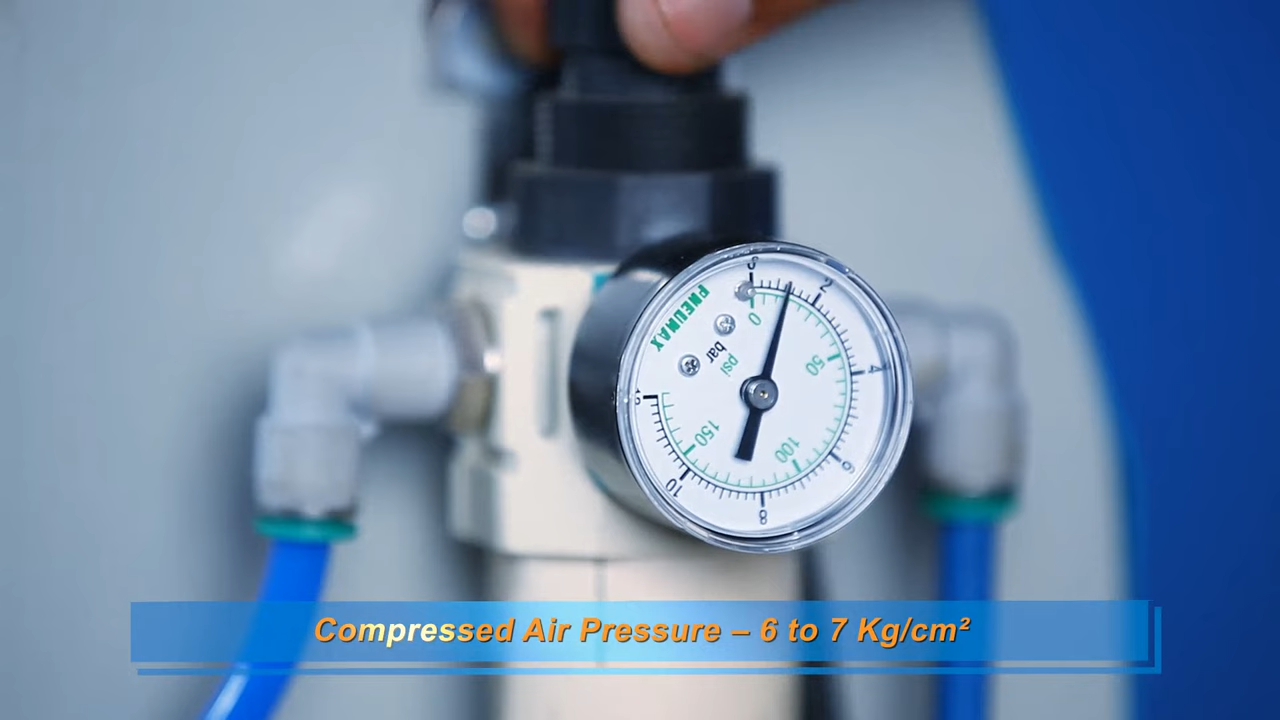 PNEUMAX
bar
psi
0
2
4
6
8
10
0
50
100
150
Compressed Air Pressure – 6 to 7 Kg/cm²